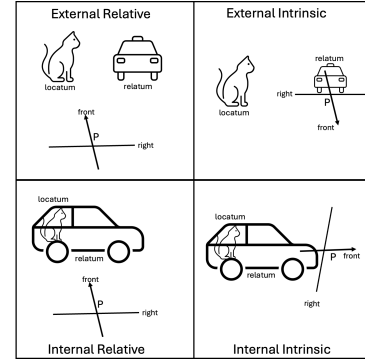 External Relative
locatum
relatum
front
P
right
External Intrinsic
relatum
locatum
right
P
front
locatum
relatum
front
P
right
Internal Relative
locatum
relatum
P
front
right
Internal Intrinsic